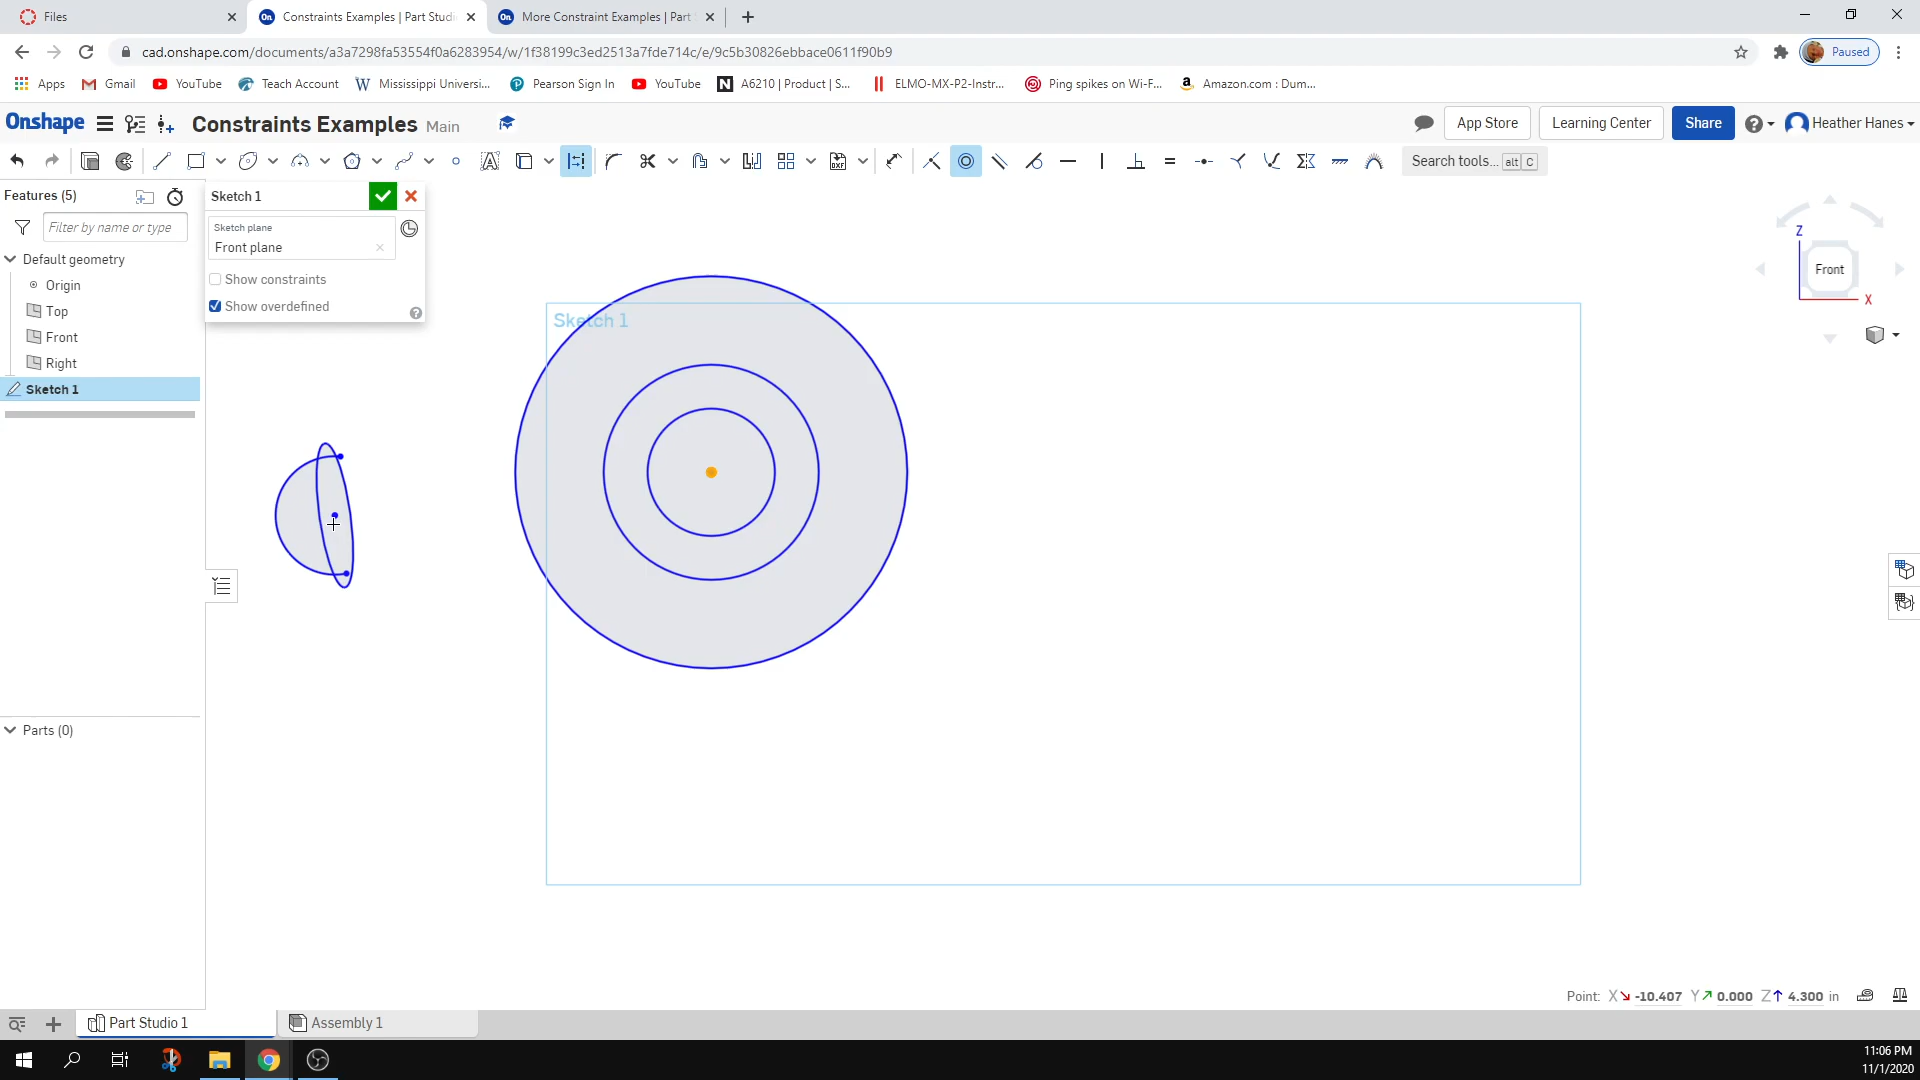 Files
Constraints Examples | Part Studi
More Constraint Examples | Part
cad.onshape.com/documents/a3a7298fa53554f0a6283954/w/1f38199c3ed2513a7fde714c/e/9c5b30826ebbace0611f90b9
Paused
Apps
Gmail
YouTube
Teach Account
Mississippi Universi...
Pearson Sign In
YouTube
A6210 | Product | S...
ELMO-MX-P2-Instr...
Ping spikes on Wi-F...
Amazon.com : Dum...
Onshape
Constraints Examples Main
App Store
Learning Center
Share
Heather Hanes
Search tools... alt C
Features (5)
Filter by name or type
Default geometry
Origin
Top
Front
Right
Sketch 1
Parts (0)
Sketch 1
Sketch plane
Front plane
Show constraints
Show overdefined
Sketch 1
Z
Front
X
Point: X -10.407 Y 0.000 Z 4.300 in
Part Studio 1
Assembly 1
11:06 PM
11/1/2020